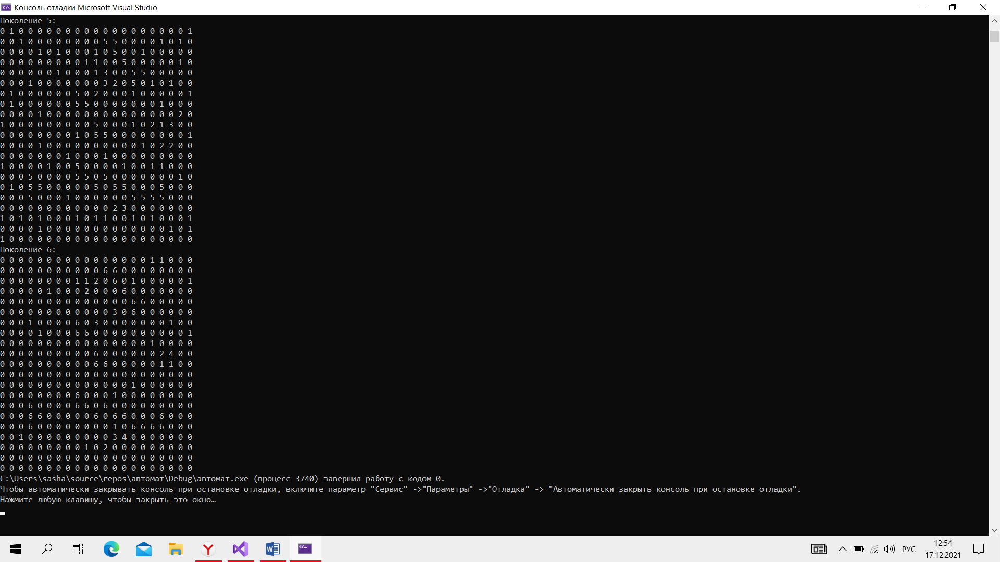 Консоль отладки Microsoft Visual Studio
Поколение 5:
0 1 0 0 0 0 0 0 0 0 0 0 0 0 0 0 0 0 0 0 1
0 0 1 0 0 0 0 0 0 0 0 5 5 0 0 0 0 1 0 1 0
0 0 0 0 1 0 1 0 0 0 1 0 5 0 0 1 0 0 0 0 0
0 0 0 0 0 0 0 0 0 1 1 0 0 5 0 0 0 0 0 1 0
0 0 0 0 0 0 1 0 0 0 1 3 0 0 5 5 0 0 0 0 0
0 0 0 1 0 0 0 0 0 0 0 3 2 0 5 0 1 0 1 0 0
0 1 0 0 0 0 0 0 5 0 2 0 0 0 1 0 0 0 0 0 1
0 1 0 0 0 0 0 0 5 5 0 0 0 0 0 0 0 1 0 0 0
0 0 0 0 1 0 0 0 0 0 0 0 0 0 0 0 0 0 0 2 0
1 0 0 0 0 0 0 0 0 0 5 0 0 0 1 0 2 1 3 0 0
0 0 0 0 0 0 0 0 1 0 5 5 0 0 0 0 0 0 0 0 1
0 0 0 0 1 0 0 0 0 0 0 0 0 0 0 1 0 2 2 0 0
0 0 0 0 0 0 0 1 0 0 0 1 0 0 0 0 0 0 0 0 0
1 0 0 0 0 1 0 0 5 0 0 0 0 1 0 0 1 1 0 0 0
0 0 0 5 0 0 0 0 5 5 0 5 0 0 0 0 0 0 0 1 0
0 1 0 5 5 0 0 0 0 0 5 0 5 5 0 0 0 5 0 0 0
0 0 0 5 0 0 0 1 0 0 0 0 0 0 5 5 5 5 0 0 0
0 0 0 0 0 0 0 0 0 0 0 0 2 3 0 0 0 0 0 0 0
1 0 1 0 1 0 0 0 1 0 1 1 0 0 1 0 1 0 0 0 1
0 0 0 0 1 0 0 0 0 0 0 0 0 0 0 0 0 0 1 0 1
1 0 0 0 0 0 0 0 0 0 0 0 0 0 0 0 0 0 0 0 0
Поколение 6:
0 0 0 0 0 0 0 0 0 0 0 0 0 0 0 0 1 1 0 0 0
0 0 0 0 0 0 0 0 0 0 0 6 6 0 0 0 0 0 0 0 0
0 0 0 0 0 0 0 0 1 1 2 0 6 0 1 0 0 0 0 0 1
0 0 0 0 0 1 0 0 0 2 0 0 0 6 0 0 0 0 0 0 0
0 0 0 0 0 0 0 0 0 0 0 0 0 0 6 6 0 0 0 0 0
0 0 0 0 0 0 0 0 0 0 0 0 3 0 6 0 0 0 0 0 0
0 0 0 1 0 0 0 0 6 0 3 0 0 0 0 0 0 0 1 0 0
0 0 0 0 1 0 0 0 6 6 0 0 0 0 0 0 0 0 0 0 1
0 0 0 0 0 0 0 0 0 0 0 0 0 0 0 0 1 0 0 0 0
0 0 0 0 0 0 0 0 0 0 6 0 0 0 0 0 0 2 4 0 0
0 0 0 0 0 0 0 0 0 0 6 6 0 0 0 0 0 1 1 0 0
0 0 0 0 0 0 0 0 0 0 0 0 0 0 0 0 0 0 0 0 0
0 0 0 0 0 0 0 0 0 0 0 0 0 0 1 0 0 0 0 0 0
0 0 0 0 0 0 0 0 6 0 0 0 1 0 0 0 0 0 0 0 0
0 0 0 6 0 0 0 0 6 6 0 6 0 0 0 0 0 0 0 0 0
0 0 0 6 6 0 0 0 0 0 6 0 6 6 0 0 0 6 0 0 0
0 0 0 6 0 0 0 0 0 0 0 0 1 0 6 6 6 6 0 0 0
0 0 1 0 0 0 0 0 0 0 0 0 3 4 0 0 0 0 0 0 0
0 0 0 0 0 0 0 0 0 1 0 2 0 0 0 0 0 0 0 0 0
0 0 0 0 0 0 0 0 0 0 0 0 0 0 0 0 0 0 0 0 0
0 0 0 0 0 0 0 0 0 0 0 0 0 0 0 0 0 0 0 0 0
C:\Users\sasha\source\repos\автомат\Debug\автомат.exe (процесс 3740) завершил работу с кодом 0.
Чтобы автоматически закрывать консоль при остановке отладки, включите параметр "Сервис" ->"Параметры" ->"Отладка" -> "Автоматически закрыть консоль при остановке отладки".
Нажмите любую клавишу, чтобы закрыть это окно…
РУС
12:54
17.12.2021